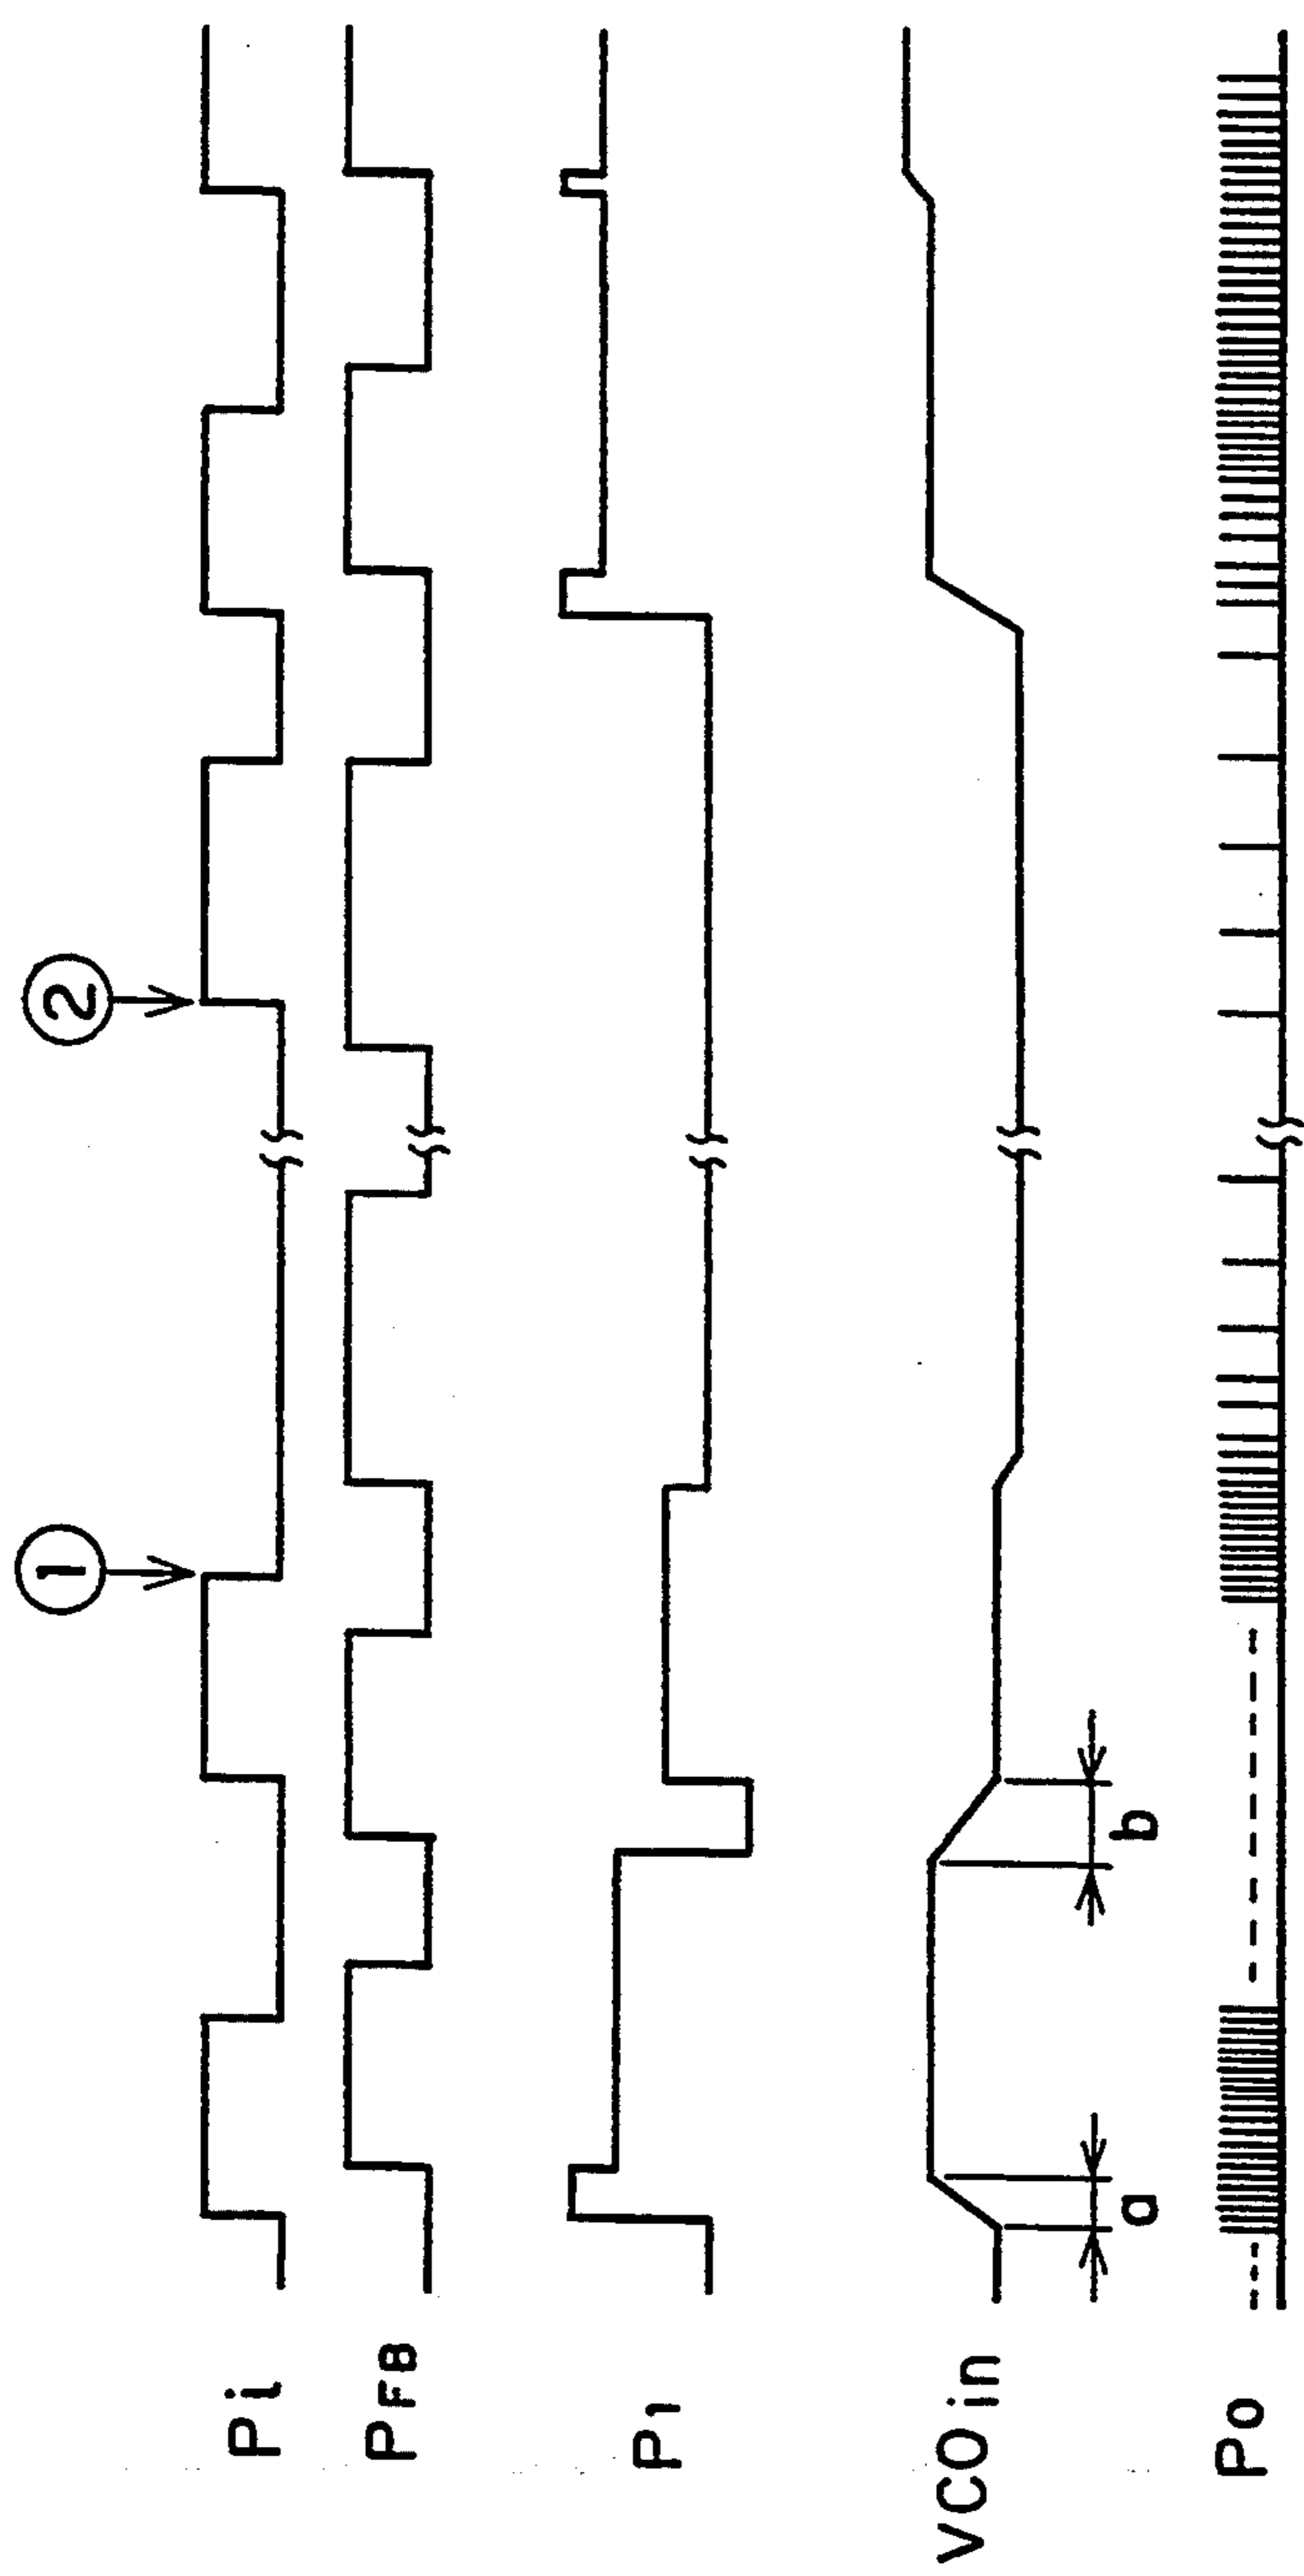 ① ②
Pi
PFB
P1
VCOin
a b
Po